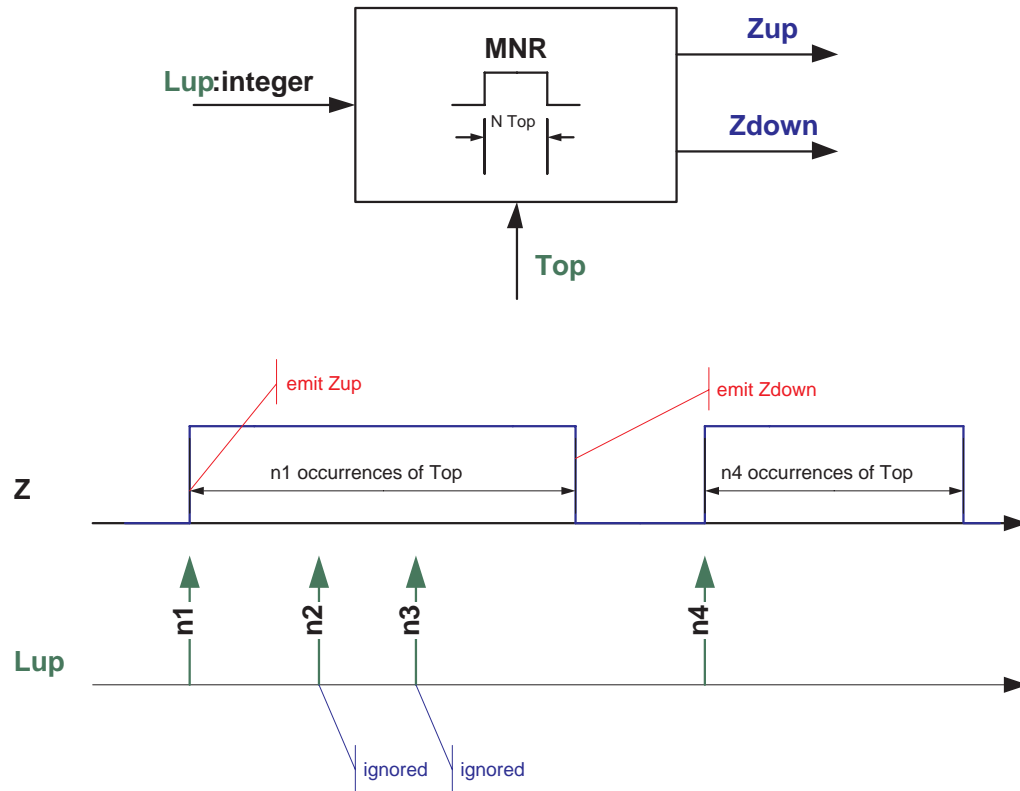 Zup
MNR
Lup:integer
N Top
Zdown
Top
emit Zup
emit Zdown
n1 occurrences of Top
n4 occurrences of Top
Z
n1
n2
n3
n4
Lup
ignored
ignored